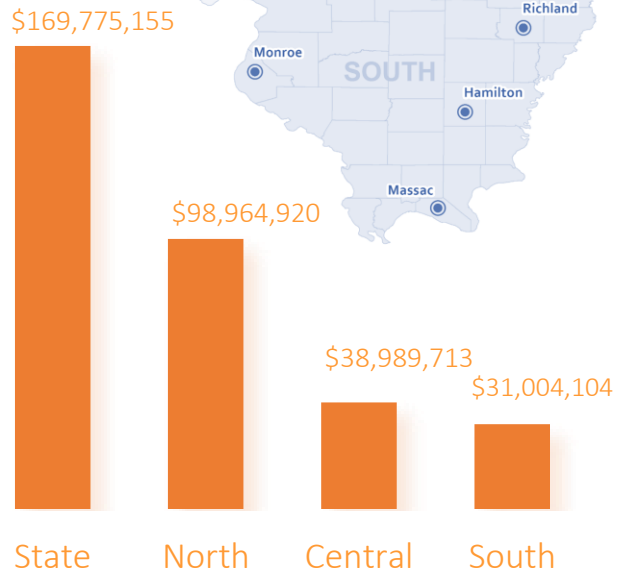 Richland
$169,775,155
Monroe
SOUTH
Hamilton
Massac
$98,964,920
$38,989,713
$31,004,104
State North Central South